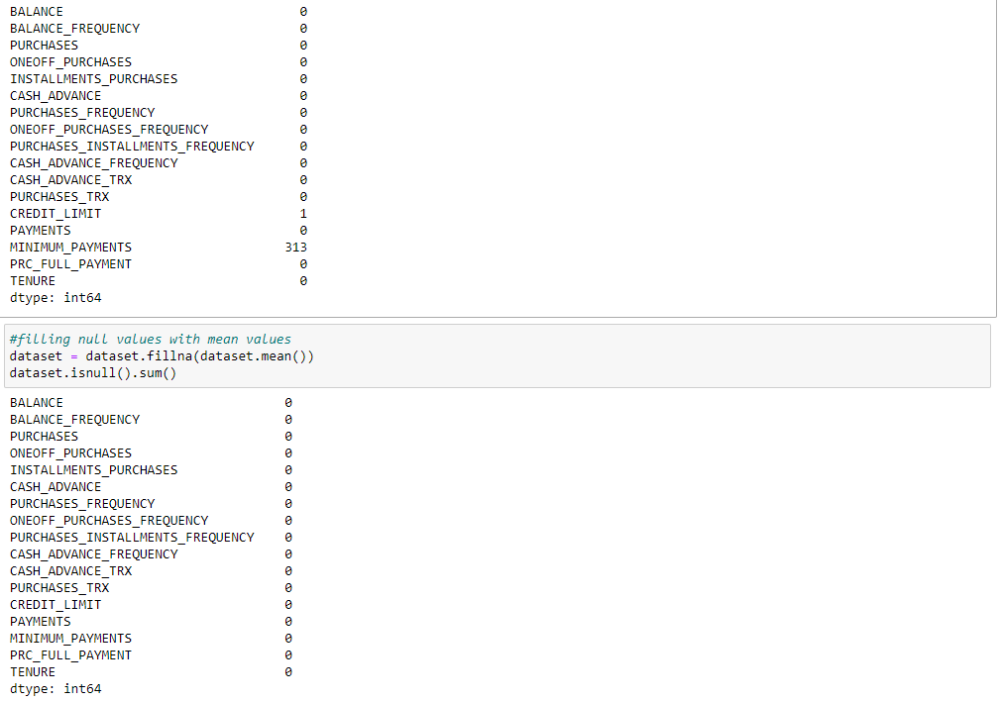 BALANCE 0
BALANCE_FREQUENCY 0
PURCHASES 0
ONEOFF_PURCHASES 0
INSTALLMENTS_PURCHASES 0
CASH_ADVANCE 0
PURCHASES_FREQUENCY 0
ONEOFF_PURCHASES_FREQUENCY 0
PURCHASES_INSTALLMENTS_FREQUENCY 0
CASH_ADVANCE_FREQUENCY 0
CASH_ADVANCE_TRX 0
PURCHASES_TRX 0
CREDIT_LIMIT 1
PAYMENTS 0
MINIMUM_PAYMENTS 313
PRC_FULL_PAYMENT 0
TENURE 0
dtype: int64
#filling null values with mean values
dataset = dataset.fillna(dataset.mean())
dataset.isnull().sum()
BALANCE 0
BALANCE_FREQUENCY 0
PURCHASES 0
ONEOFF_PURCHASES 0
INSTALLMENTS_PURCHASES 0
CASH_ADVANCE 0
PURCHASES_FREQUENCY 0
ONEOFF_PURCHASES_FREQUENCY 0
PURCHASES_INSTALLMENTS_FREQUENCY 0
CASH_ADVANCE_FREQUENCY 0
CASH_ADVANCE_TRX 0
PURCHASES_TRX 0
CREDIT_LIMIT 0
PAYMENTS 0
MINIMUM_PAYMENTS 0
PRC_FULL_PAYMENT 0
TENURE 0
dtype: int64